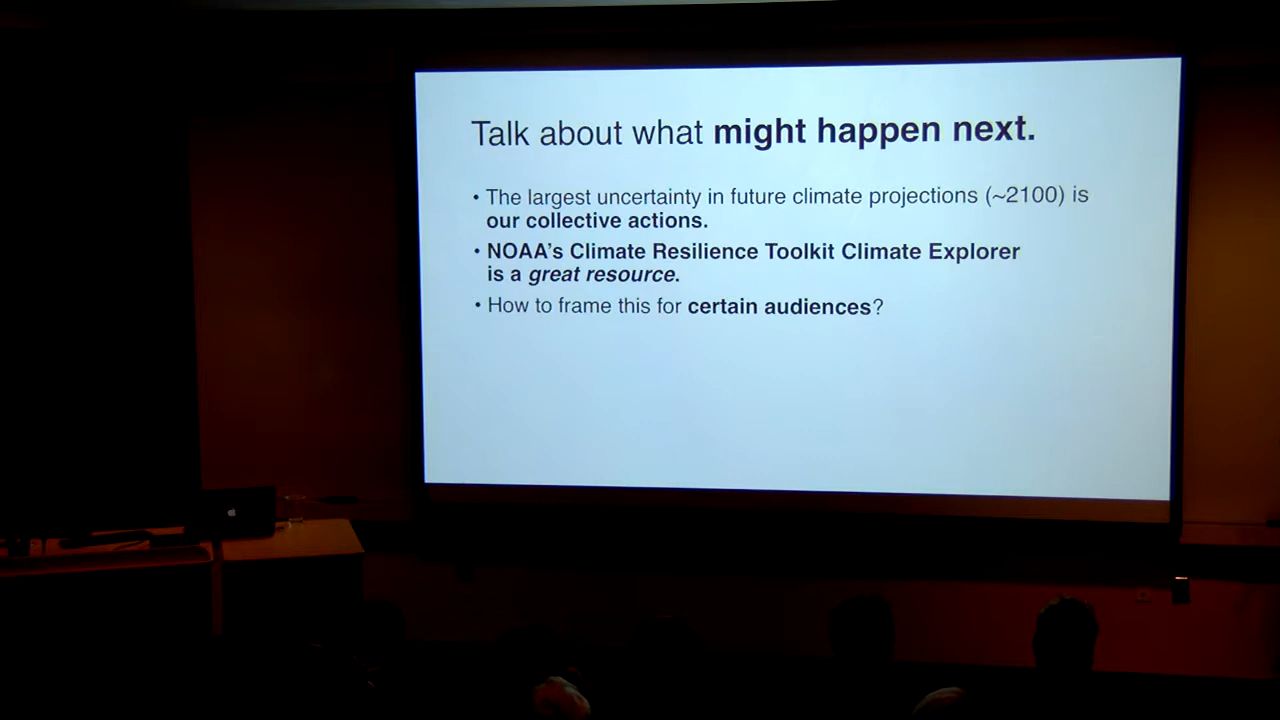 Talk about what might happen next.
• The largest uncertainty in future climate projections (~2100) is
our collective actions.
• NOAA's Climate Resilience Toolkit Climate Explorer
is a great resource.
• How to frame this for certain audiences?